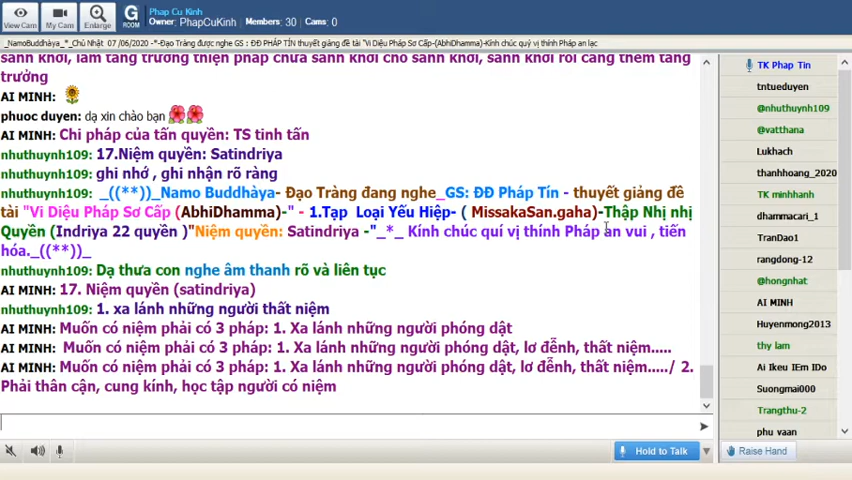 View Cam
My Cam
Enlarge
G
ROOM
Phap Cu Kinh
Owner: PhapCuKinh Members: 30 Cams: 0
_NamoBuddhàya_*_Chủ Nhật 07 /06/2020 -*-Đạo Tràng được nghe GS : ĐĐ PHÁP TÍN thuyết giảng đề tài "Vi Diệu Pháp Sơ Cấp-(AbhiDhamma)-Kính chúc quý vị thính Pháp an lạc
sanh khởi, làm tăng trưởng thiện pháp chưa sanh khởi cho sanh khởi, sanh khởi rồi càng thêm tăng
trưởng
AI MINH:
phuoc duyen: dạ xin chào bạn
AI MINH: Chi pháp của tấn quyền: TS tinh tấn
nhuthuynh109: 17.Niệm quyền: Satindriya
nhuthuynh109: ghi nhớ , ghi nhận rõ ràng
nhuthuynh109: _((**))_Namo Buddhàya- Đạo Tràng đang nghe_GS: ĐĐ Pháp Tín - thuyết giảng đề
tài "Vi Diệu Pháp Sơ Cấp (AbhiDhamma)-" - 1.Tạp Loại Yếu Hiệp- ( MissakaSan.gaha)-Thập Nhị nhị
Quyền (Indriya 22 quyền )"Niệm quyền: Satindriya -"_*_ Kính chúc quí vị thính Pháp an vui , tiến
hóa._((**))_
nhuthuynh109: Dạ thưa con nghe âm thanh rõ và liên tục
AI MINH: 17. Niệm quyền (satindriya)
nhuthuynh109: 1. xa lánh những người thất niệm
AI MINH: Muốn có niệm phải có 3 pháp: 1. Xa lánh những người phóng dật
AI MINH: Muốn có niệm phải có 3 pháp: 1. Xa lánh những người phóng dật, lơ đễnh, thất niệm.....
AI MINH: Muốn có niệm phải có 3 pháp: 1. Xa lánh những người phóng dật, lơ đễnh, thất niệm...../ 2.
Phải thân cận, cung kính, học tập người có niệm
Hold to Talk
TK Phap Tin
tntueduyen
@nhuthuynh109
@vatthana
Lukhach
thanhhoang_2020
TK minhhanh
dhammacari_1
TranDao1
rangdong-12
@hongnhat
AI MINH
Huyenmong2013
thy lam
Ai Ikeu IEm IDo
Suongmai000
Trangthu-2
phu vaan
Raise Hand